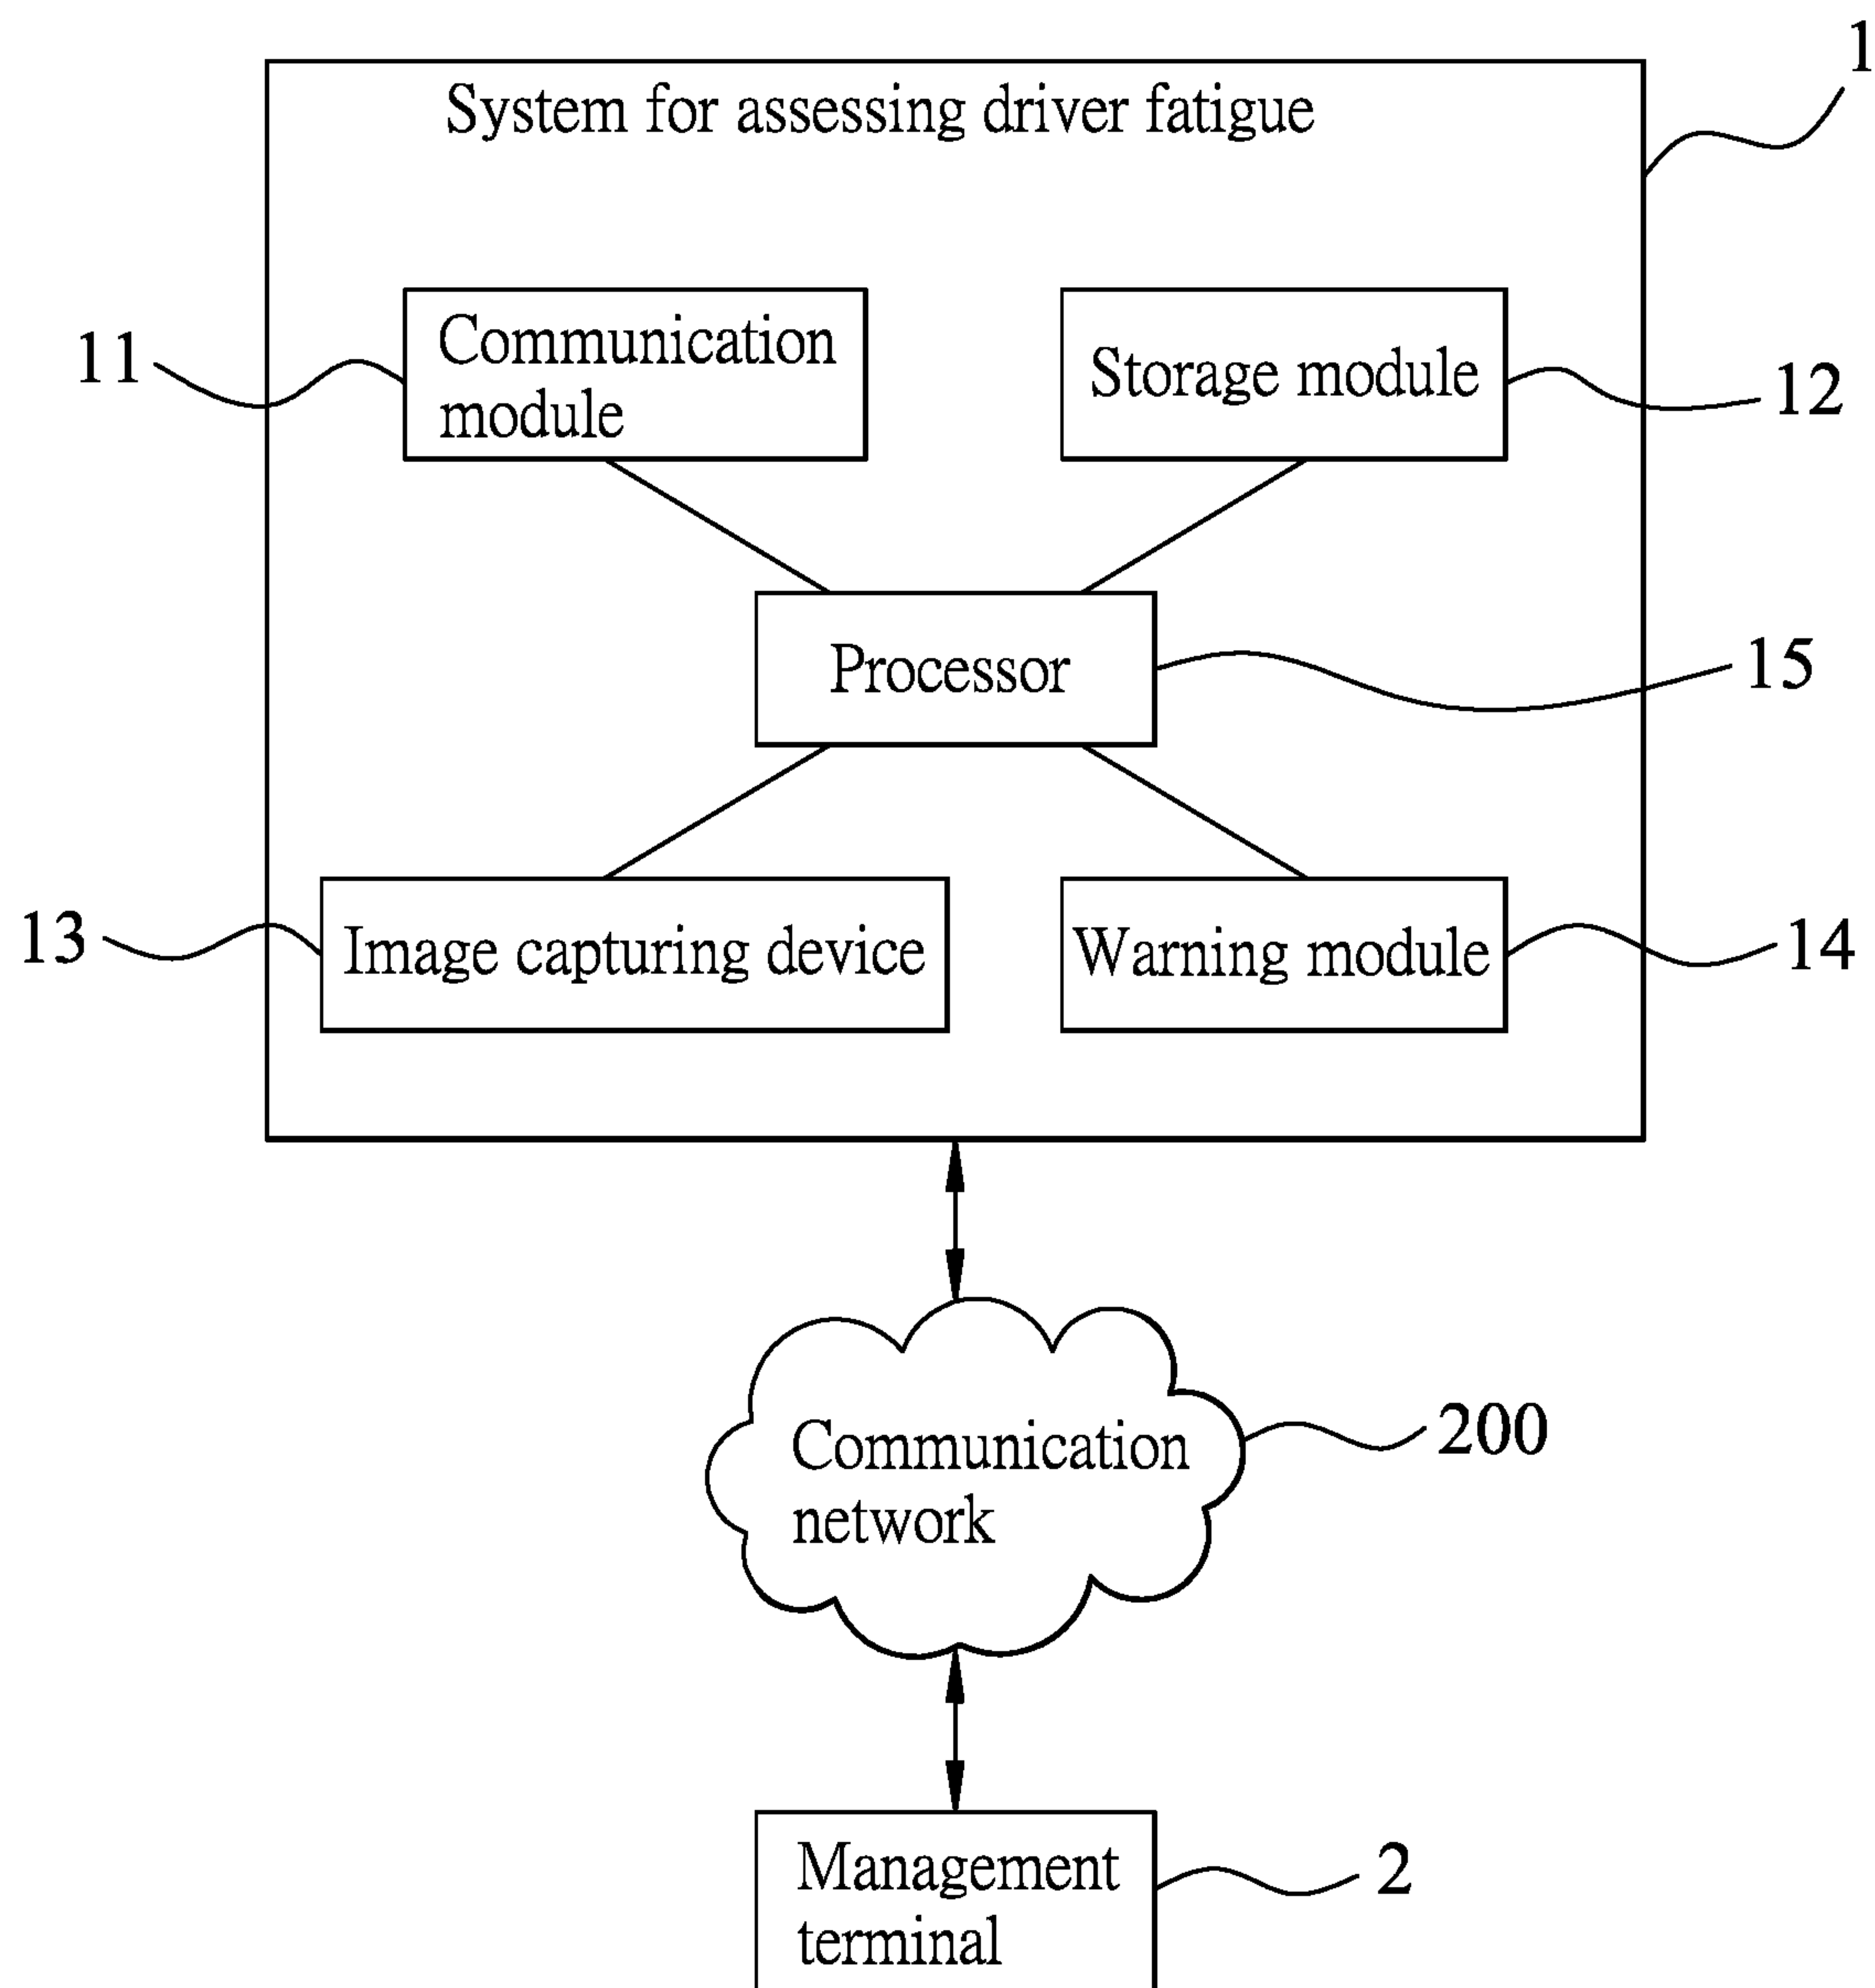 1
System for assessing driver fatigue
11
Communication
module
Storage module
12
Processor
15
13
Image capturing device
Warning module
14
Communication
network
200
Management
terminal
2